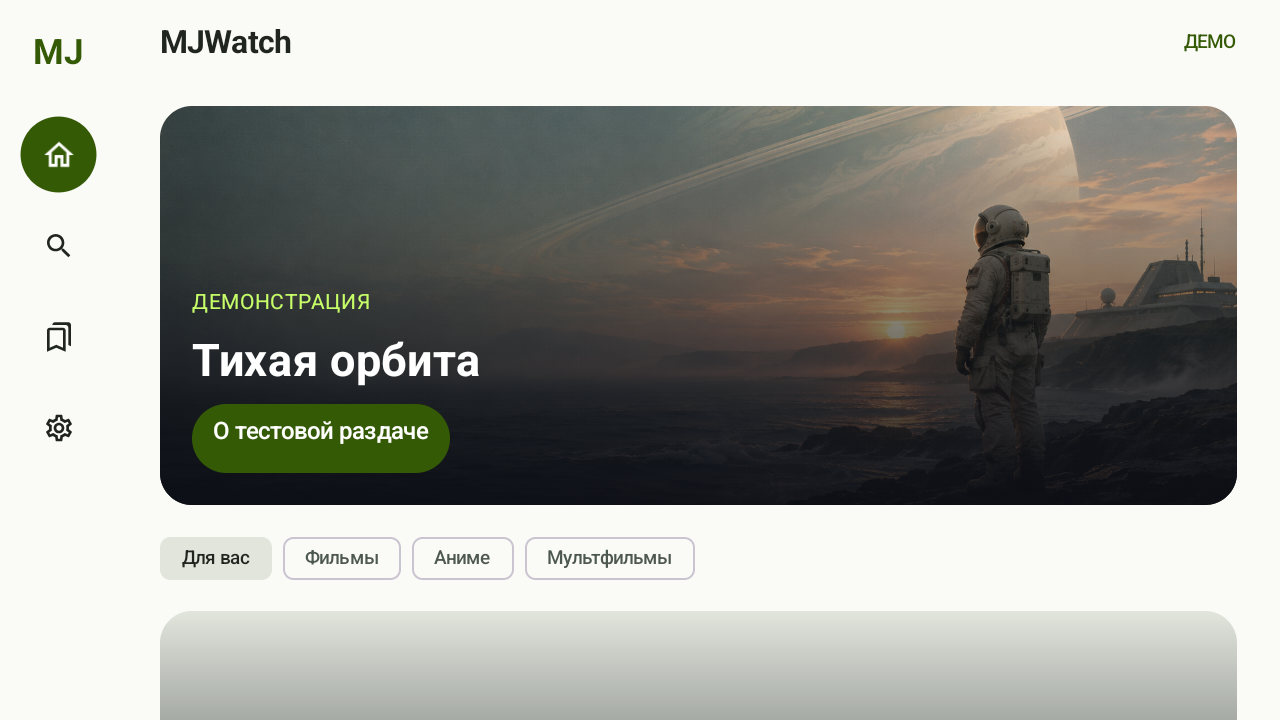 MJ
MJWatch
ДЕМО
ДЕМОНСТРАЦИЯ
Тихая орбита
О тестовой раздаче
Для вас
Фильмы
Аниме
Мультфильмы